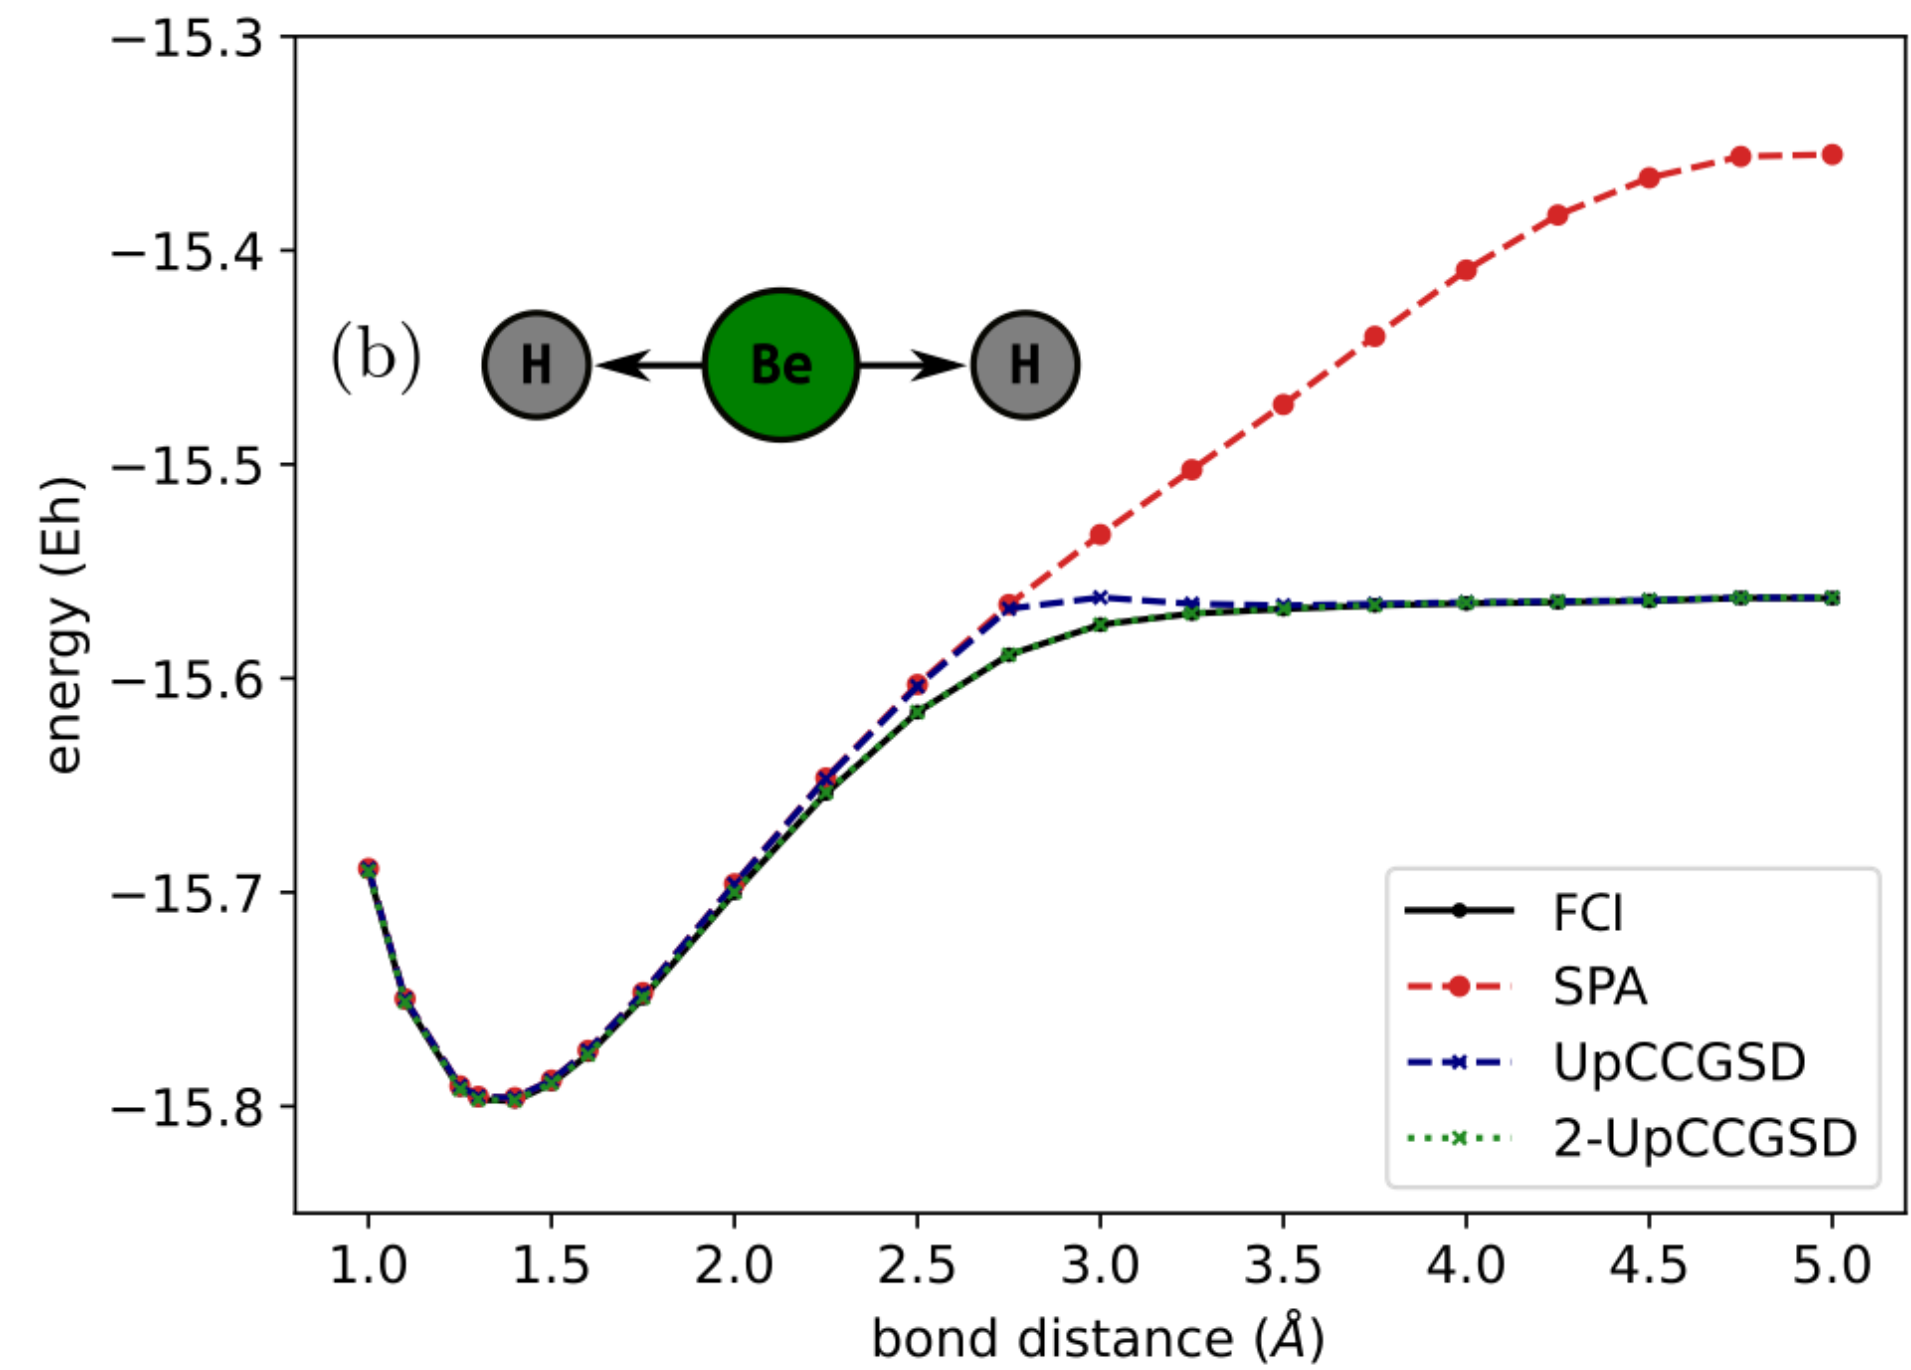 −15.3
−15.4
−15.5
−15.6
−15.7
−15.8
energy (Eh)
(b)
H
Be
H
FCI
SPA
UpCCGSD
2-UpCCGSD
1.0 1.5 2.0 2.5 3.0 3.5 4.0 4.5 5.0
bond distance (Å)